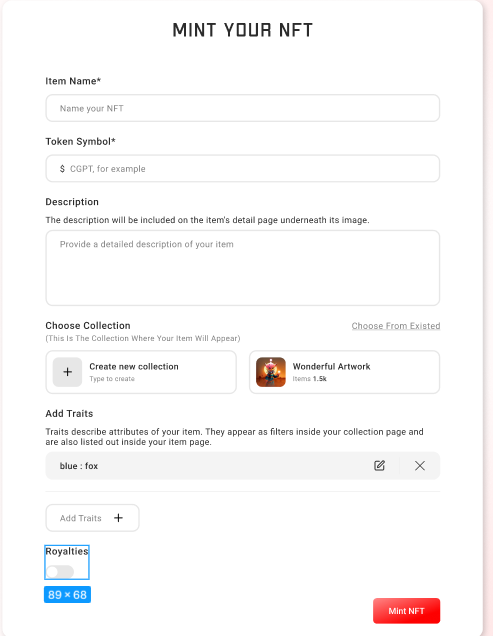 MINT YOUR NFT
Item Name*
Name your NFT
Token Symbol*
$ CGPT, for example
Description
The description will be included on the item's detail page underneath its image.
Provide a detailed description of your item
Choose Collection
Choose From Existed
(This Is The Collection Where Your Item Will Appear)
+ Create new collection
Type to create
Wonderful Artwork
Items 1.5k
Add Traits
Traits describe attributes of your item. They appear as filters inside your collection page and
are also listed out inside your item page.
blue : fox
Add Traits +
Royalties
89 × 68
Mint NFT